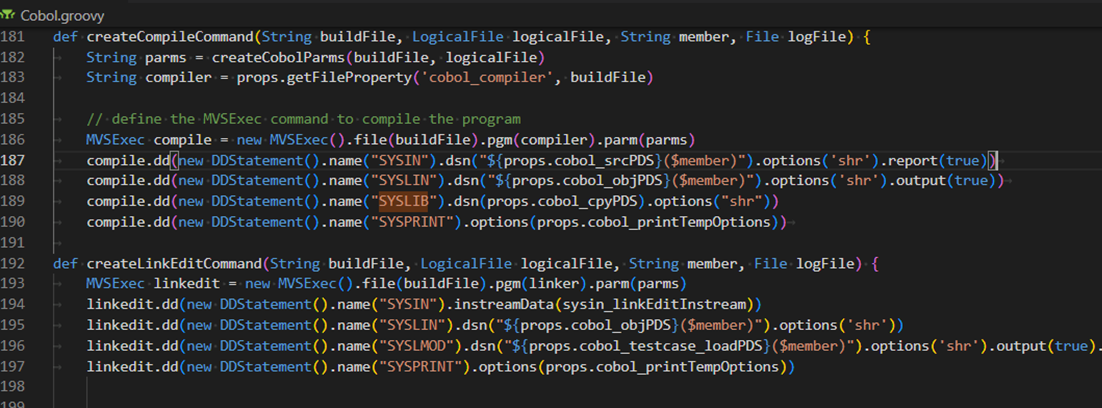 Cobol.groovy
181 def createCompileCommand(String buildFile, LogicalFile logicalFile, String member, File logFile) {
182 String parms = createCobolParms(buildFile, logicalFile)
183 String compiler = props.getFileProperty('cobol_compiler', buildFile)
184
185 // define the MVSExec command to compile the program
186 MVSExec compile = new MVSExec().file(buildFile).pgm(compiler).parm(parms)
187 compile.dd(new DDStatement().name("SYSIN").dsn("${props.cobol_srcPDS}($member)").options('shr').report(true))
188 compile.dd(new DDStatement().name("SYSLIN").dsn("${props.cobol_objPDS}($member)").options('shr').output(true))
189 compile.dd(new DDStatement().name("SYSLIB").dsn(props.cobol_cpyPDS).options("shr"))
190 compile.dd(new DDStatement().name("SYSPRINT").options(props.cobol_printTempOptions))
191
192 def createLinkEditCommand(String buildFile, LogicalFile logicalFile, String member, File logFile) {
193 MVSExec linkedit = new MVSExec().file(buildFile).pgm(linker).parm(parms)
194 linkedit.dd(new DDStatement().name("SYSIN").instreamData(sysin_linkEditInstream))
195 linkedit.dd(new DDStatement().name("SYSLIN").dsn("${props.cobol_objPDS}($member)").options('shr'))
196 linkedit.dd(new DDStatement().name("SYSLMOD").dsn("${props.cobol_testcase_loadPDS}($member)").options('shr').output(true).
197 linkedit.dd(new DDStatement().name("SYSPRINT").options(props.cobol_printTempOptions))
198
199